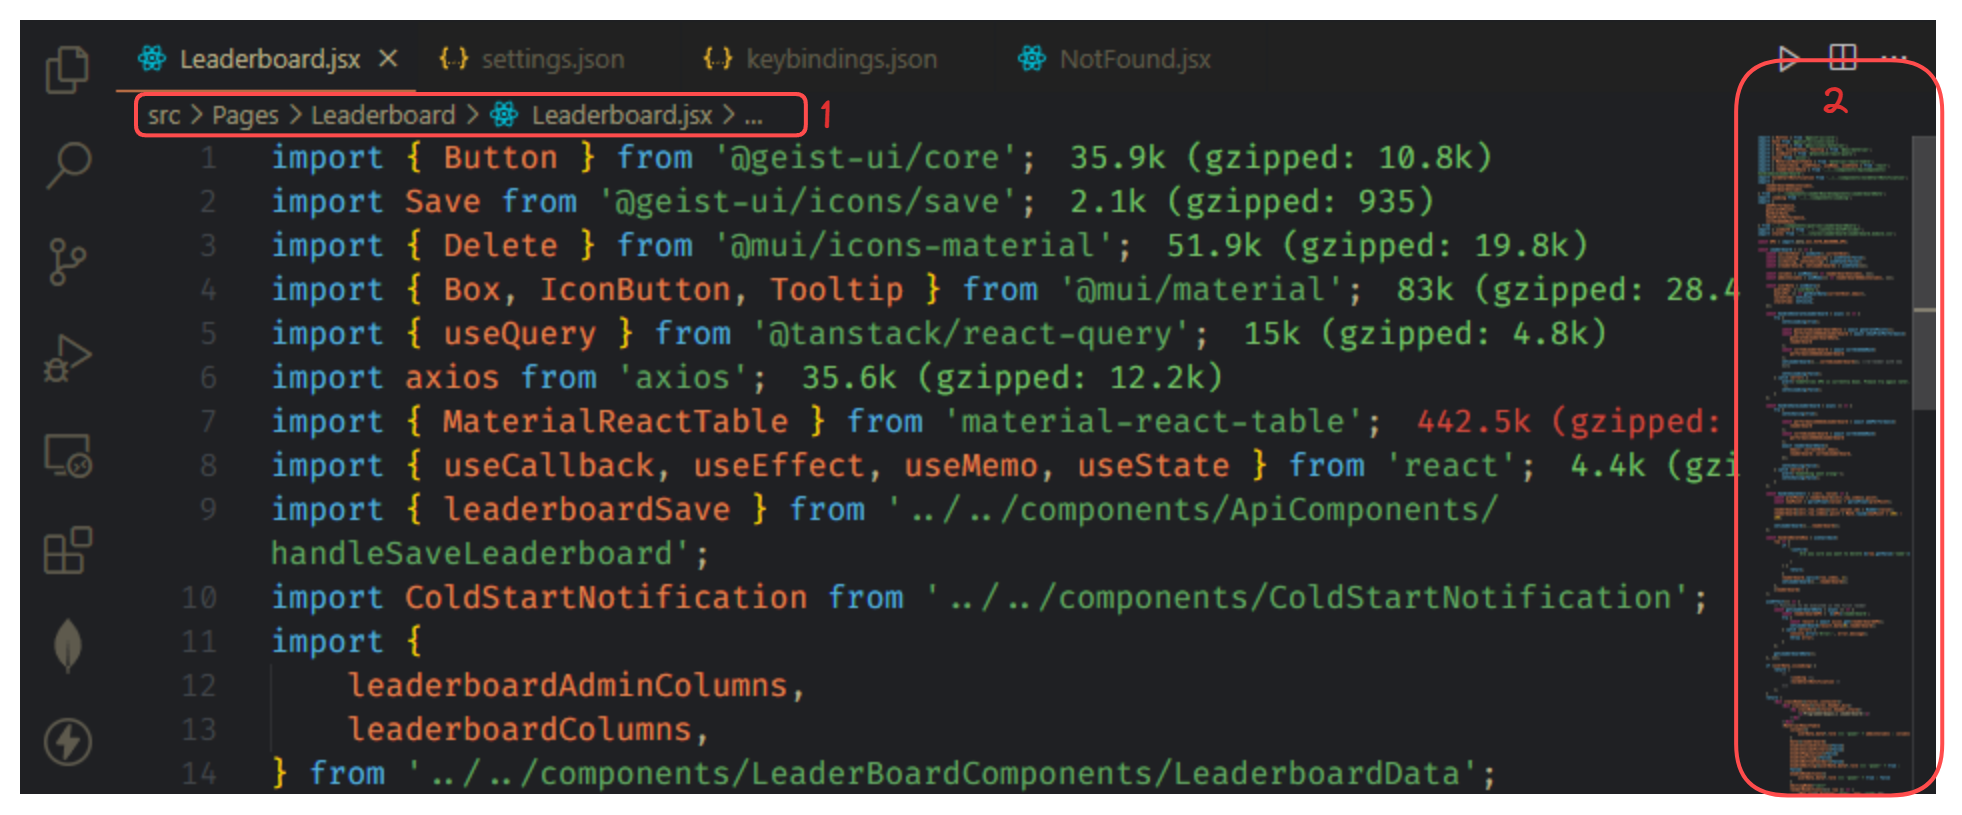 Leaderboard.jsx settings.json keybindings.json NotFound.jsx
src > Pages > Leaderboard > Leaderboard.jsx > ... 1
2
1 import { Button } from '@geist-ui/core'; 35.9k (gzipped: 10.8k)
2 import Save from '@geist-ui/icons/save'; 2.1k (gzipped: 935)
3 import { Delete } from '@mui/icons-material'; 51.9k (gzipped: 19.8k)
4 import { Box, IconButton, Tooltip } from '@mui/material'; 83k (gzipped: 28.4
5 import { useQuery } from '@tanstack/react-query'; 15k (gzipped: 4.8k)
6 import axios from 'axios'; 35.6k (gzipped: 12.2k)
7 import { MaterialReactTable } from 'material-react-table'; 442.5k (gzipped:
8 import { useCallback, useEffect, useMemo, useState } from 'react'; 4.4k (gzi
9 import { leaderboardSave } from '../../components/ApiComponents/
handleSaveLeaderboard';
10 import ColdStartNotification from '../../components/ColdStartNotification';
11 import {
12 leaderboardAdminColumns,
13 leaderboardColumns,
14 } from '../../components/LeaderBoardComponents/LeaderboardData';